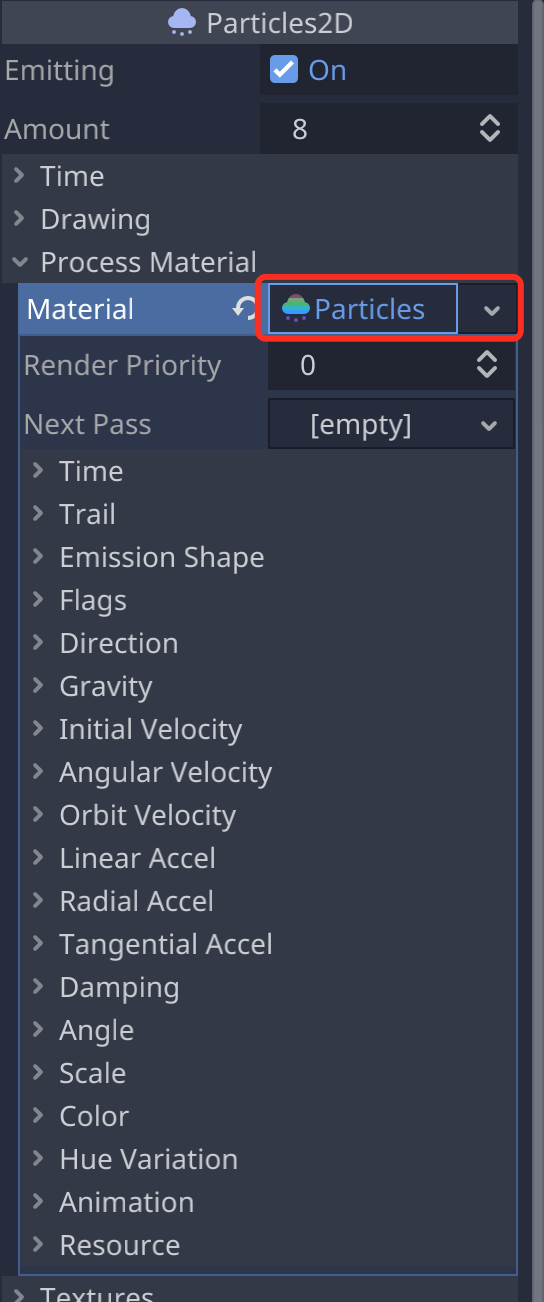 Particles2D
Emitting On
Amount 8
Time
Drawing
Process Material
Material Particles
Render Priority 0
Next Pass [empty]
Time
Trail
Emission Shape
Flags
Direction
Gravity
Initial Velocity
Angular Velocity
Orbit Velocity
Linear Accel
Radial Accel
Tangential Accel
Damping
Angle
Scale
Color
Hue Variation
Animation
Resource
Textures